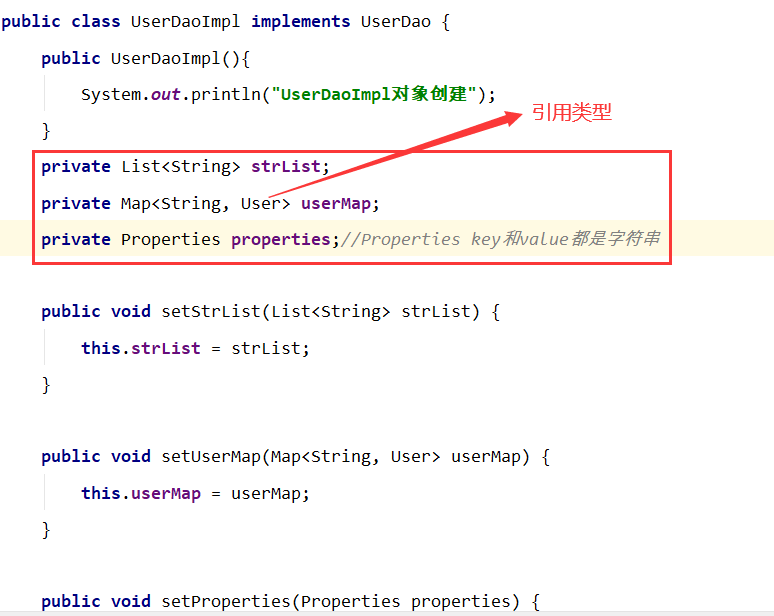 public class UserDaoImpl implements UserDao {
public UserDaoImpl(){
System.out.println("UserDaoImpl对象创建");
}
引用类型
private List<String> strList;
private Map<String, User> userMap;
private Properties properties;//Properties key和value都是字符串
public void setStrList(List<String> strList) {
this.strList = strList;
}
public void setUserMap(Map<String, User> userMap) {
this.userMap = userMap;
}
public void setProperties(Properties properties) {